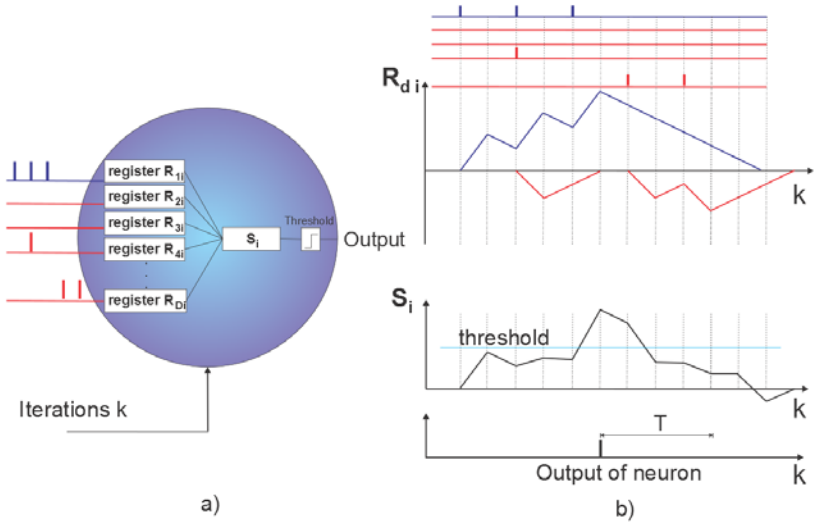 register R1i
register R2i
register R3i
register R4i
register RDi
Si
Threshold
Output
Iterations k
a)
Rd i
k
Si
threshold
k
T
Output of neuron
k
b)